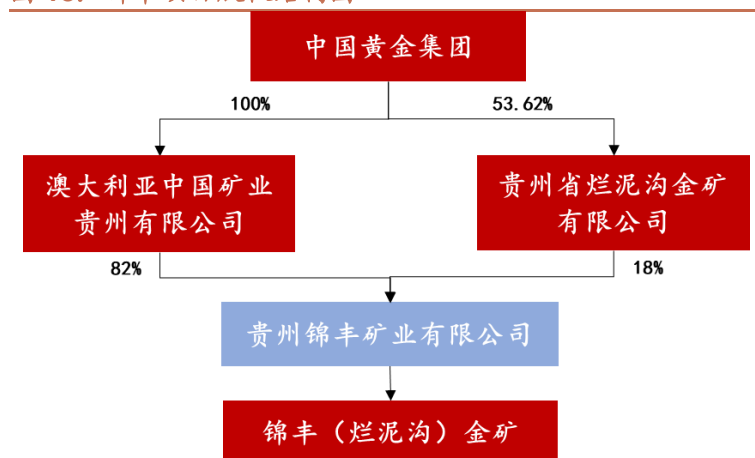 中国黄金集团
100%
53.62%
澳大利亚中国矿业
贵州有限公司
贵州省烂泥沟金矿
有限公司
82%
18%
贵州锦丰矿业有限公司
锦丰（烂泥沟）金矿